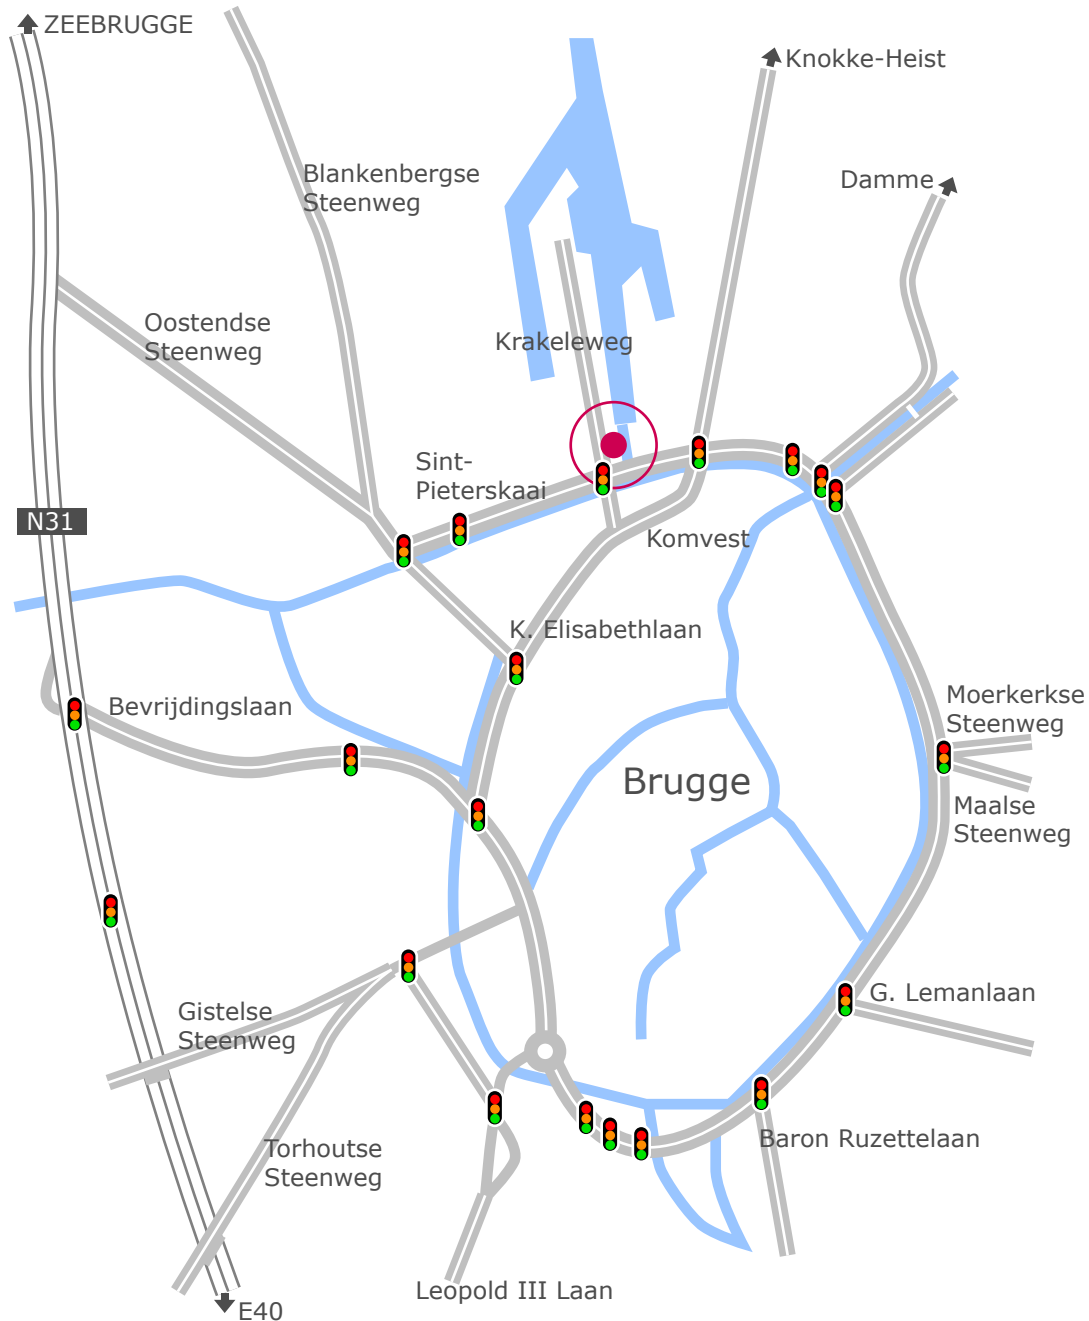 ZEEBRUGGE
Knokke-Heist
Blankenbergse
Steenweg
Damme
Oostendse
Steenweg
Krakeleweg
Sint-
Pieterskaai
N31
Komvest
K. Elisabethlaan
Bevrijdingslaan
Moerkerkse
Steenweg
Brugge
Maalse
Steenweg
G. Lemanlaan
Gistelse
Steenweg
Baron Ruzettelaan
Torhoutse
Steenweg
Leopold III Laan
E40